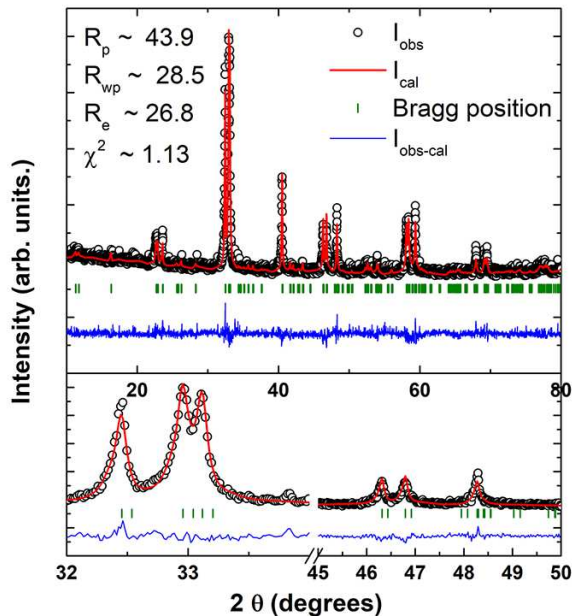 R_p ~ 43.9
R_wp ~ 28.5
R_e ~ 26.8
χ² ~ 1.13
I_obs
I_cal
Bragg position
I_obs-cal
Intensity (arb. units.)
20 40 60 80
32 33 45 46 47 48 49 50
2 θ (degrees)